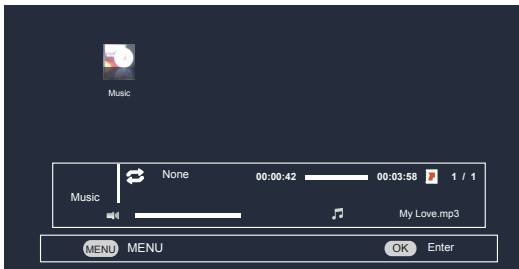 Music
None 00:00:42 00:03:58 1 / 1
Music
My Love.mp3
MENU MENU OK Enter